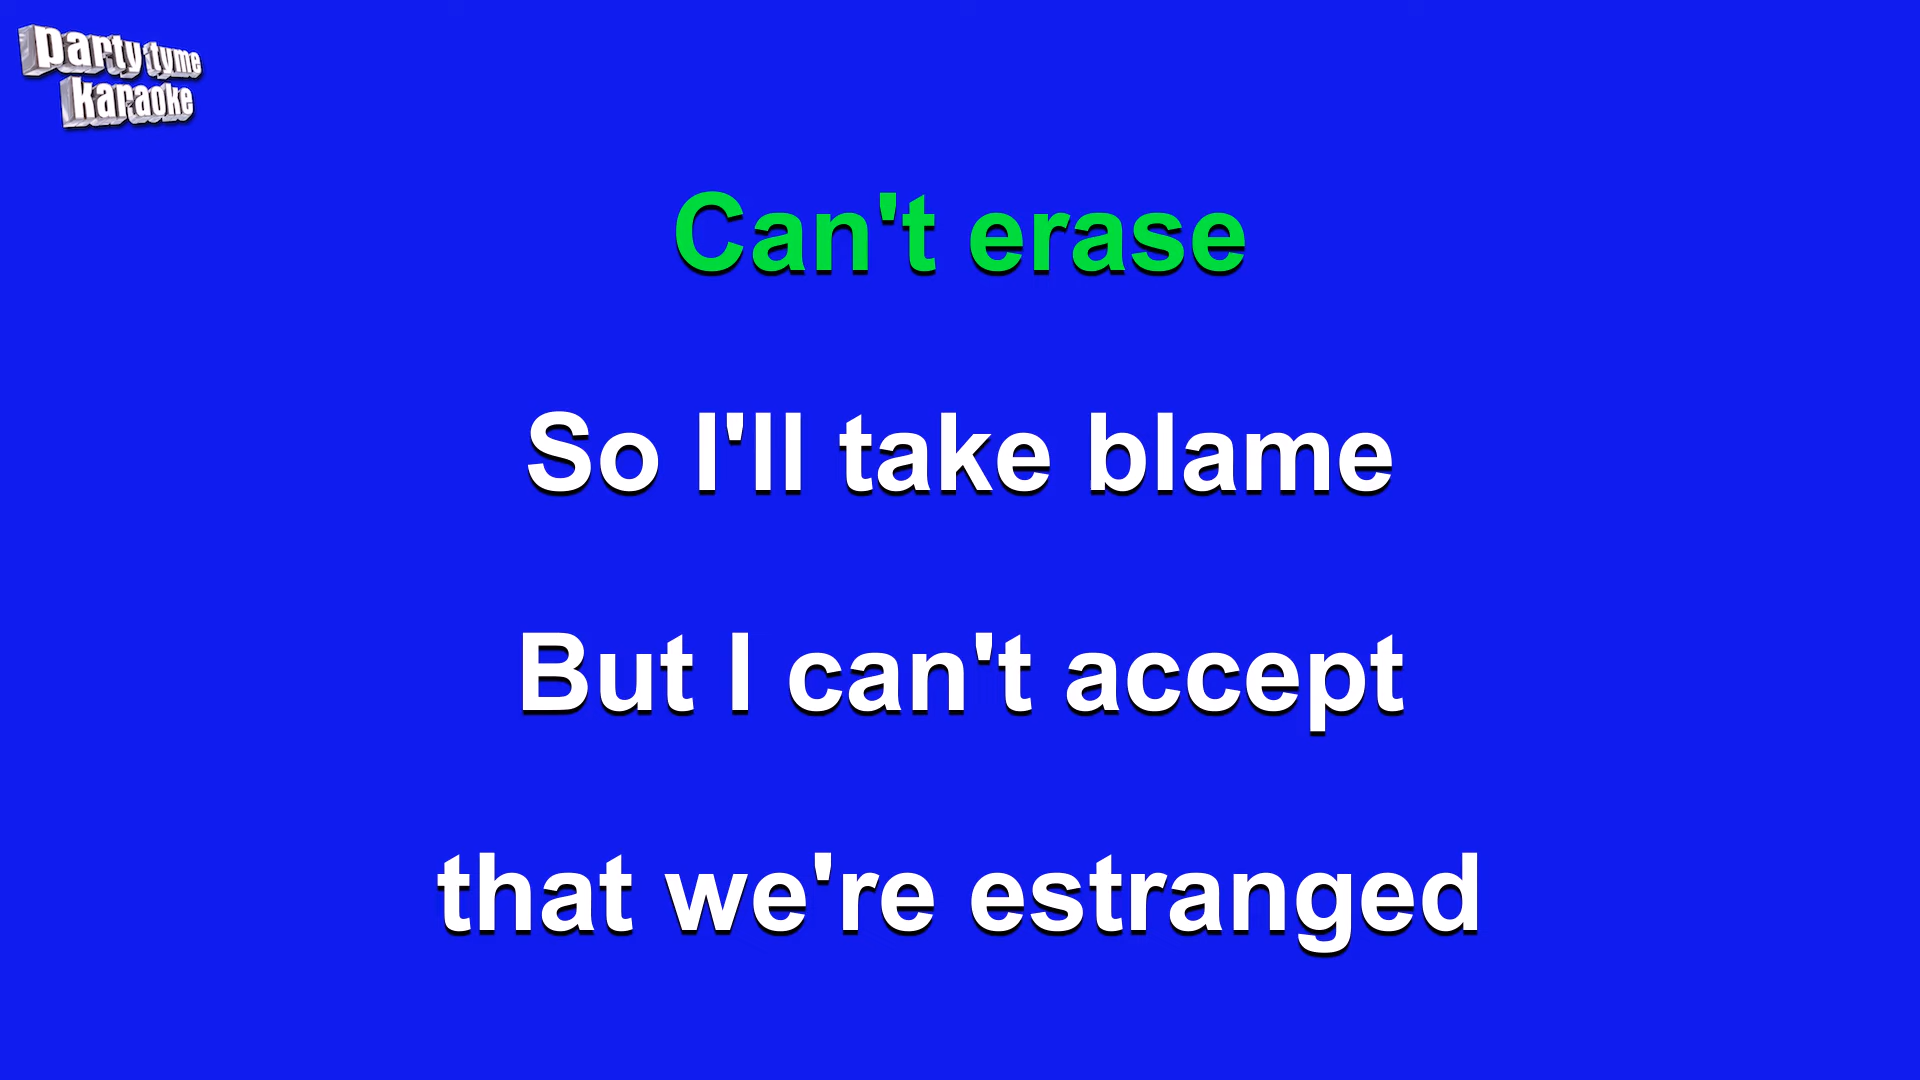 party tyme
karaoke
Can't erase
So I'll take blame
But I can't accept
that we're estranged